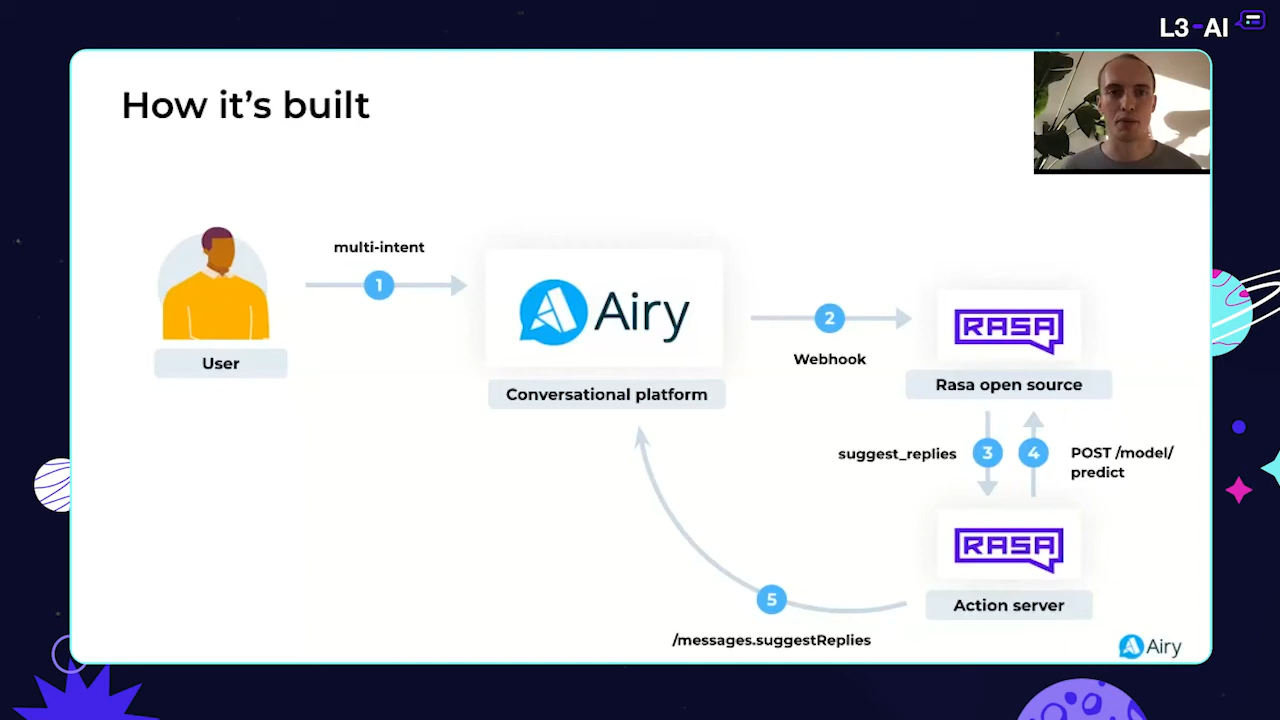 L3-AI
How it's built
multi-intent
1
User
Airy
Conversational platform
2
Webhook
RASA
Rasa open source
suggest_replies
3
4
POST /model/
predict
RASA
Action server
5
/messages.suggestReplies
Airy